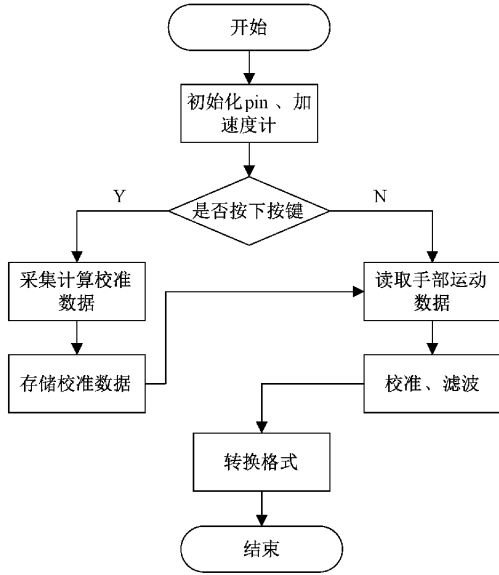 开始
初始化pin、加
速度计
是否按下按键
Y
N
采集计算校准
数据
读取手部运动
数据
存储校准数据
校准、滤波
转换格式
结束